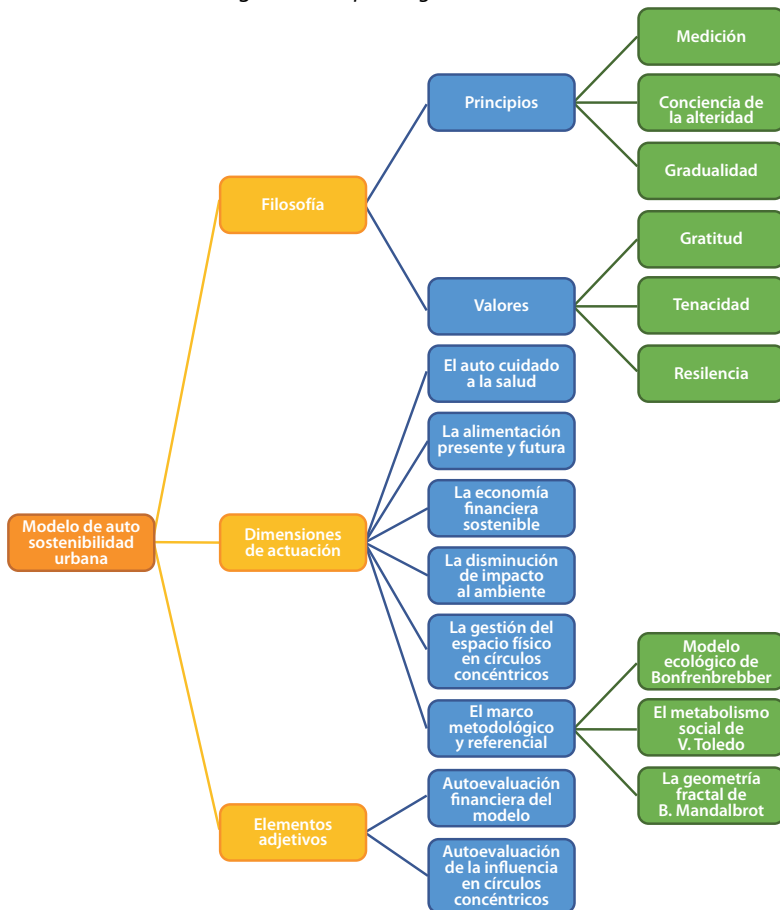 Medición
Principios
Conciencia de
la alteridad
Gradualidad
Filosofía
Gratitud
Valores
Tenacidad
Resilencia
El auto cuidado
a la salud
La alimentación
presente y futura
La economía
financiera
sostenible
Modelo de auto
sostenibilidad
urbana
Dimensiones
de actuación
La disminución
de impacto
al ambiente
La gestión del
espacio físico
en círculos
concéntricos
Modelo
ecológico de
Bonfrenbrebber
El marco
metodológico
y referencial
El metabolismo
social de
V. Toledo
La geometría
fractal de
B. Mandalbrot
Autoevaluación
financiera del
modelo
Elementos
adjetivos
Autoevaluación
de la influencia
en círculos
concéntricos